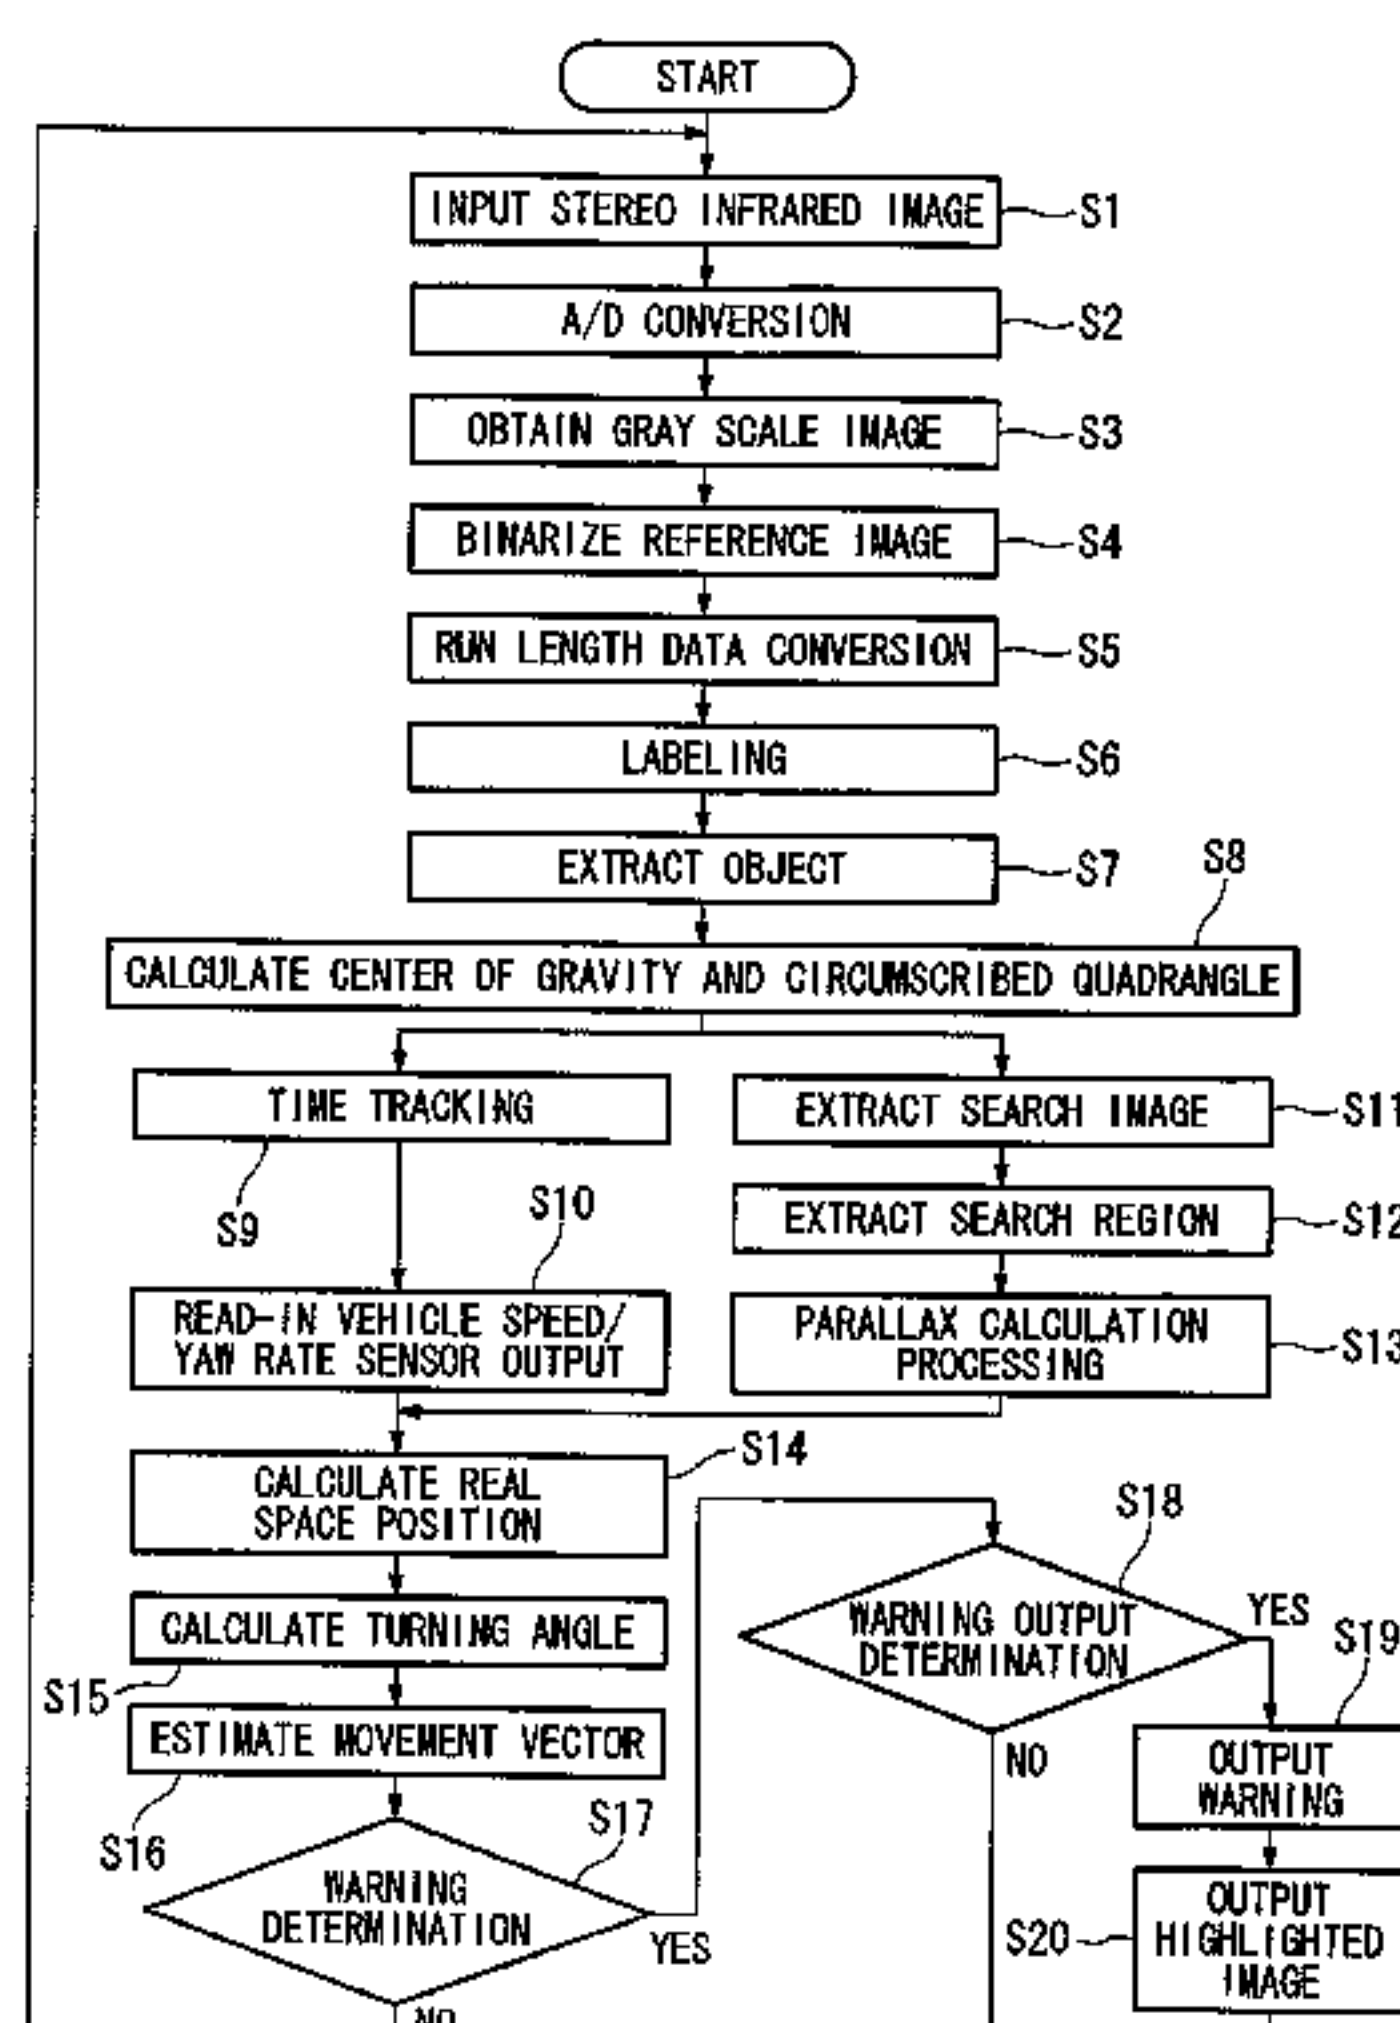 START
INPUT STEREO INFRARED IMAGE
S1
A/D CONVERSION
S2
OBTAIN GRAY SCALE IMAGE
S3
BINARIZE REFERENCE IMAGE
S4
RUN LENGTH DATA CONVERSION
S5
LABELING
S6
EXTRACT OBJECT
S7
S8
CALCULATE CENTER OF GRAVITY AND CIRCUMSCRIBED QUADRANGLE
TIME TRACKING
S9
EXTRACT SEARCH IMAGE
S11
EXTRACT SEARCH REGION
S12
S10
READ-IN VEHICLE SPEED/
YAW RATE SENSOR OUTPUT
PARALLAX CALCULATION
PROCESSING
S13
S14
CALCULATE REAL
SPACE POSITION
CALCULATE TURNING ANGLE
S15
ESTIMATE MOVEMENT VECTOR
S16
S17
WARNING
DETERMINATION
YES
NO
S18
WARNING OUTPUT
DETERMINATION
YES
NO
S19
OUTPUT
WARNING
S20
OUTPUT
HIGHLIGHTED
IMAGE